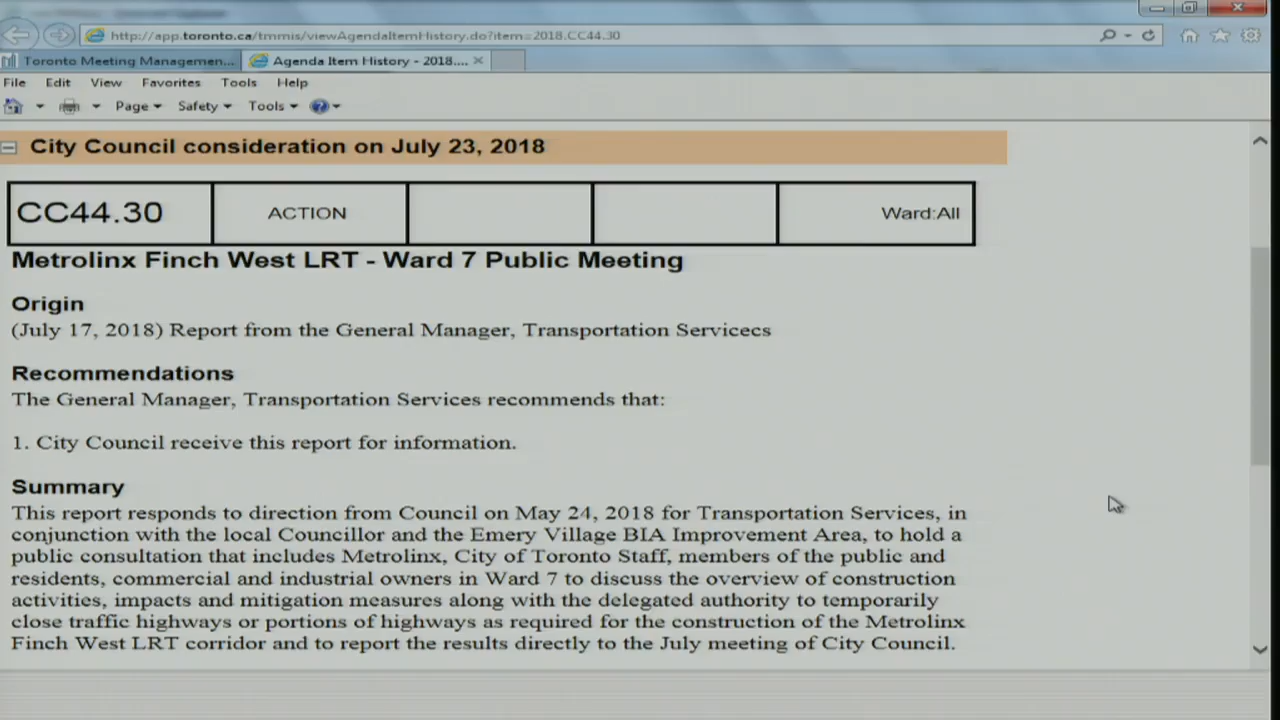 http://app.toronto.ca/tmmis/viewAgendaItemHistory.do?item=2018.CC44.30
Toronto Meeting Managemen...
Agenda Item History - 2018....
File Edit View Favorites Tools Help
Page Safety Tools
City Council consideration on July 23, 2018
CC44.30 ACTION Ward:All
Metrolinx Finch West LRT - Ward 7 Public Meeting
Origin
(July 17, 2018) Report from the General Manager, Transportation Servicecs
Recommendations
The General Manager, Transportation Services recommends that:
1. City Council receive this report for information.
Summary
This report responds to direction from Council on May 24, 2018 for Transportation Services, in
conjunction with the local Councillor and the Emery Village BIA Improvement Area, to hold a
public consultation that includes Metrolinx, City of Toronto Staff, members of the public and
residents, commercial and industrial owners in Ward 7 to discuss the overview of construction
activities, impacts and mitigation measures along with the delegated authority to temporarily
close traffic highways or portions of highways as required for the construction of the Metrolinx
Finch West LRT corridor and to report the results directly to the July meeting of City Council.